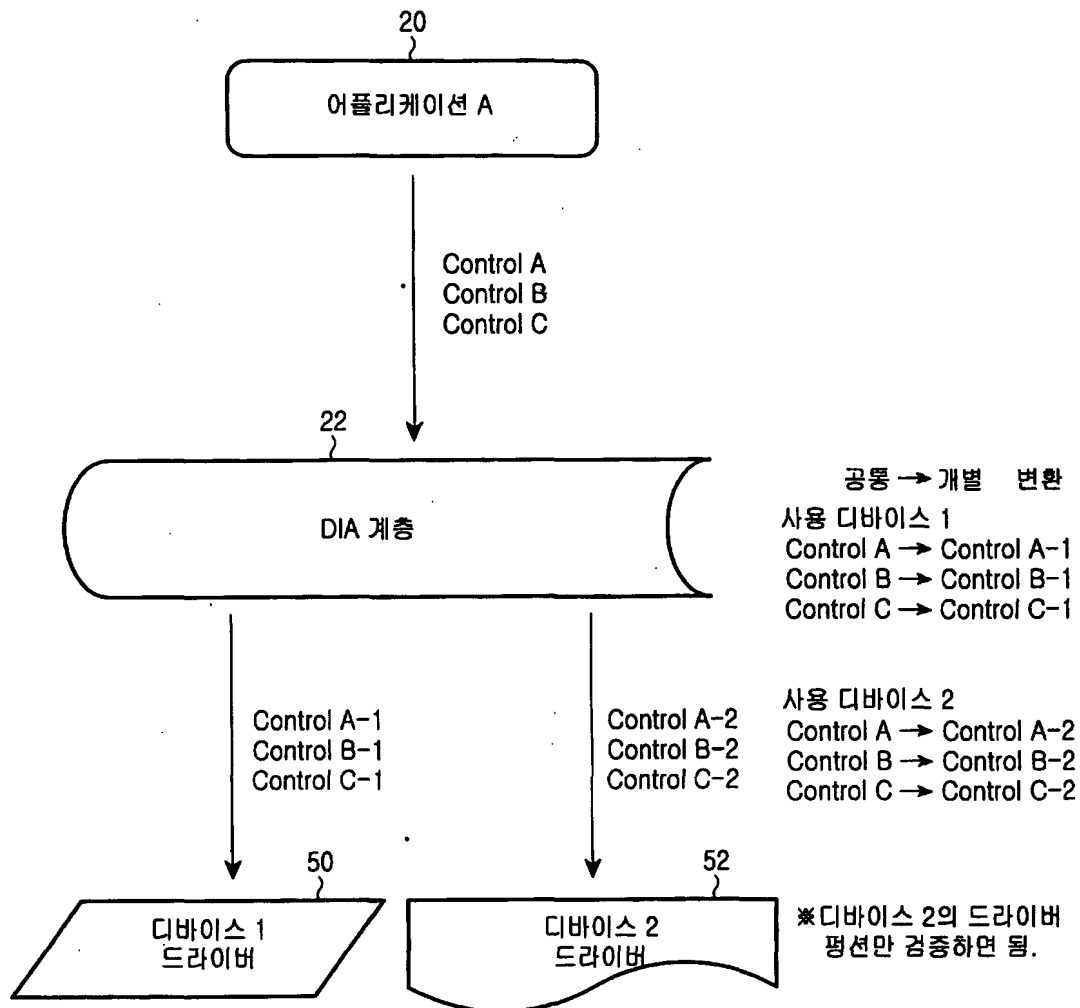 20
어플리케이션 A
Control A
Control B
Control C
22
DIA 계층
공통 → 개별 변환
사용 디바이스 1
Control A → Control A-1
Control B → Control B-1
Control C → Control C-1
사용 디바이스 2
Control A → Control A-2
Control B → Control B-2
Control C → Control C-2
Control A-1
Control B-1
Control C-1
Control A-2
Control B-2
Control C-2
50
디바이스 1
드라이버
52
디바이스 2
드라이버
※디바이스 2의 드라이버
펑션만 검증하면 됨.